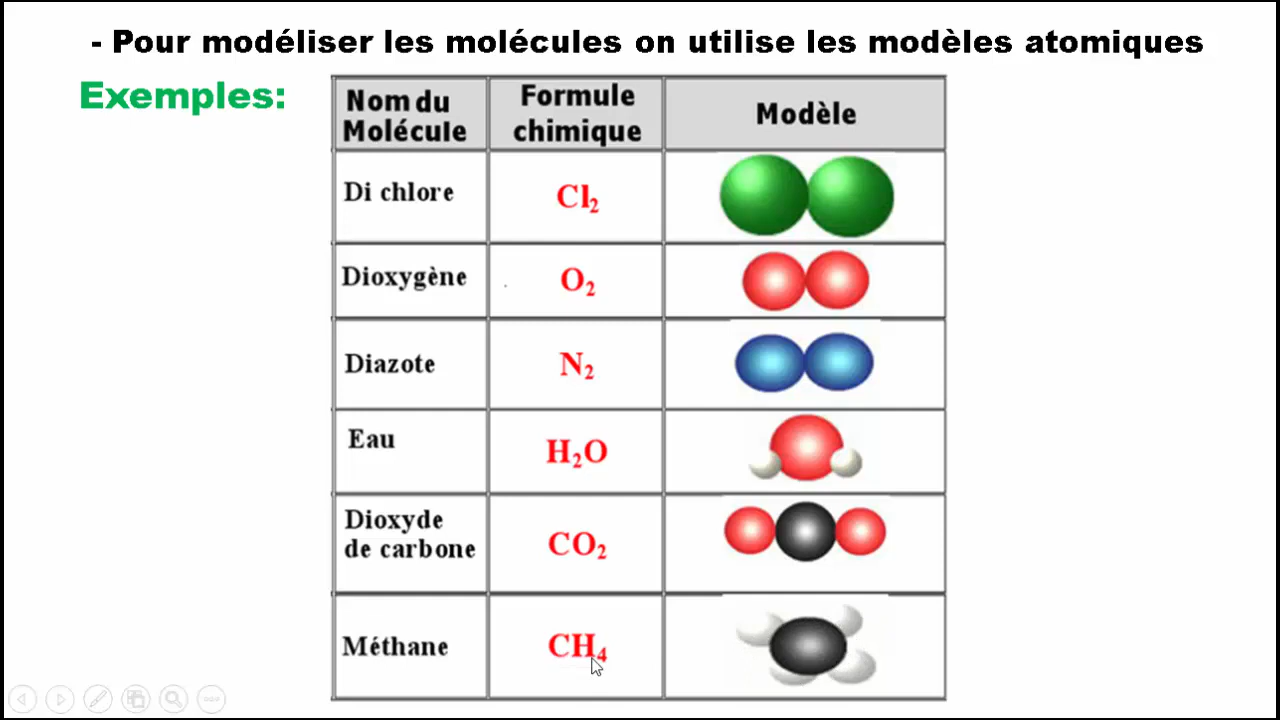 - Pour modéliser les molécules on utilise les modèles atomiques
Exemples:
Nom du
Molécule
Formule
chimique
Modèle
Di chlore
Cl₂
Dioxygène
O₂
Diazote
N₂
Eau
H₂O
Dioxyde
de carbone
CO₂
Méthane
CH₄